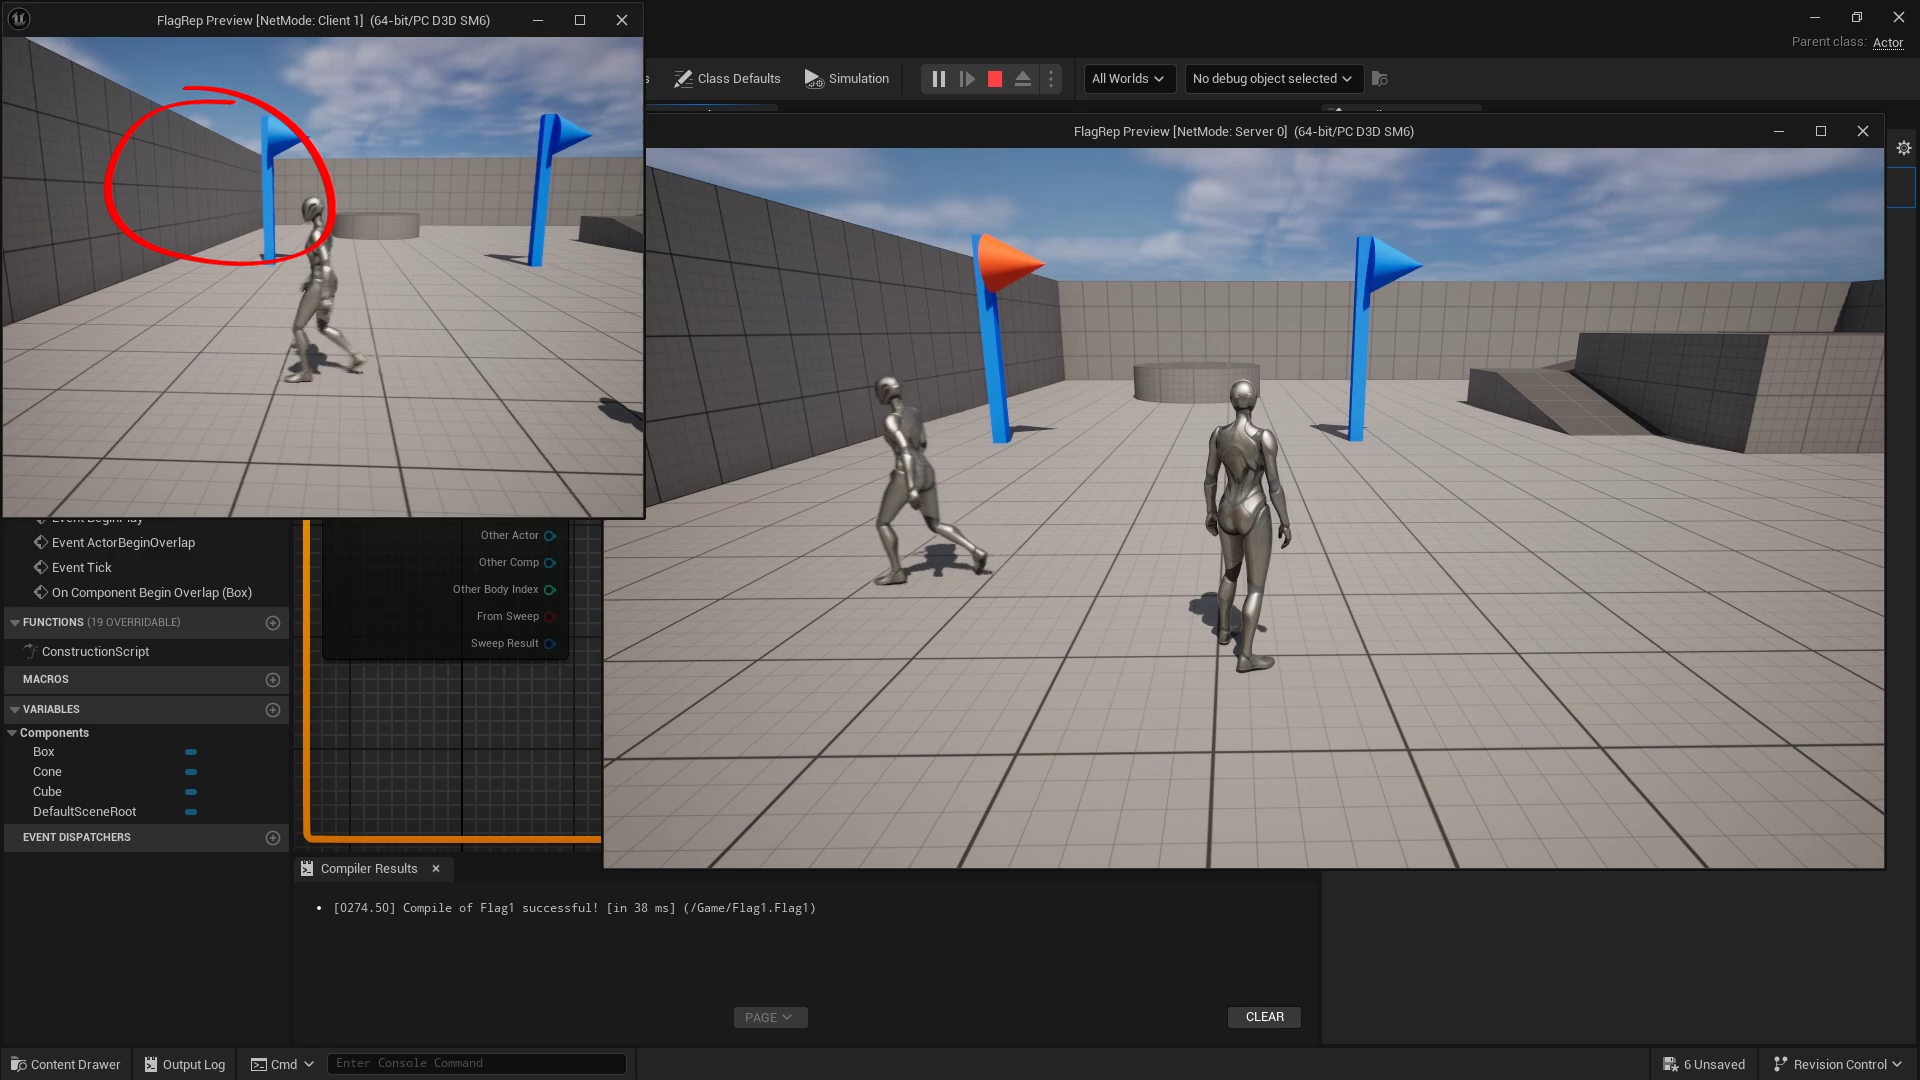 FlagRep Preview [NetMode: Client 1] (64-bit/PC D3D SM6)
Parent class: Actor
Class Defaults
Simulation
All Worlds
No debug object selected
FlagRep Preview [NetMode: Server 0] (64-bit/PC D3D SM6)
Event BeginPlay
Event ActorBeginOverlap
Event Tick
On Component Begin Overlap (Box)
FUNCTIONS (19 OVERRIDABLE)
ConstructionScript
MACROS
VARIABLES
Components
Box
Cone
Cube
DefaultSceneRoot
EVENT DISPATCHERS
Other Actor
Other Comp
Other Body Index
From Sweep
Sweep Result
Compiler Results
[0274.50] Compile of Flag1 successful! [in 38 ms] (/Game/Flag1.Flag1)
PAGE
CLEAR
Content Drawer
Output Log
Cmd
Enter Console Command
6 Unsaved
Revision Control